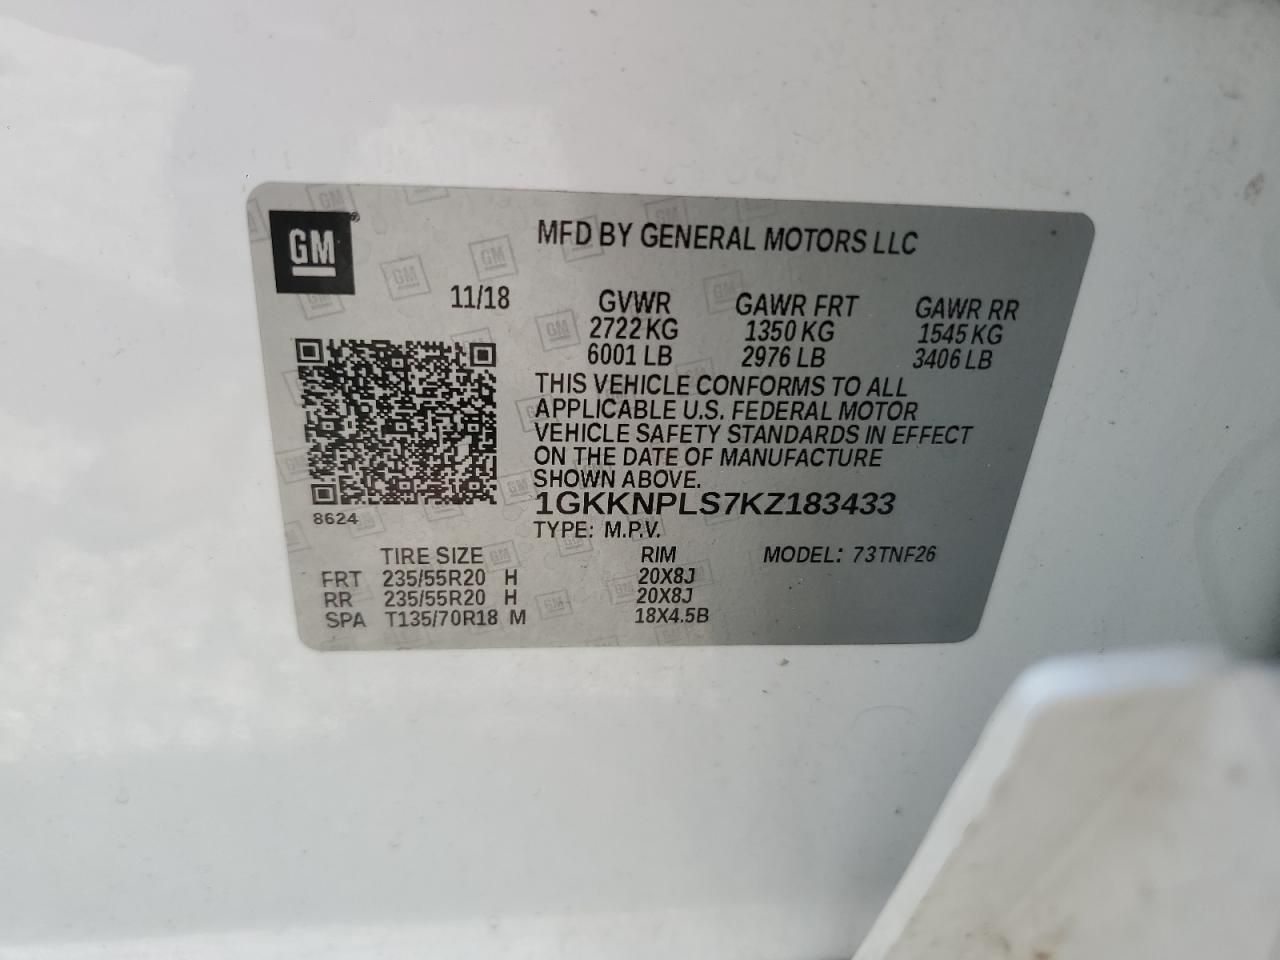 GM
MFD BY GENERAL MOTORS LLC
11/18 GVWR GAWR FRT GAWR RR
2722 KG 1350 KG 1545 KG
6001 LB 2976 LB 3406 LB
THIS VEHICLE CONFORMS TO ALL
APPLICABLE U.S. FEDERAL MOTOR
VEHICLE SAFETY STANDARDS IN EFFECT
ON THE DATE OF MANUFACTURE
SHOWN ABOVE.
1GKKNPLS7KZ183433
8624
TYPE: M.P.V.
TIRE SIZE RIM MODEL: 73TNF26
FRT 235/55R20 H 20X8J
RR 235/55R20 H 20X8J
SPA T135/70R18 M 18X4.5B